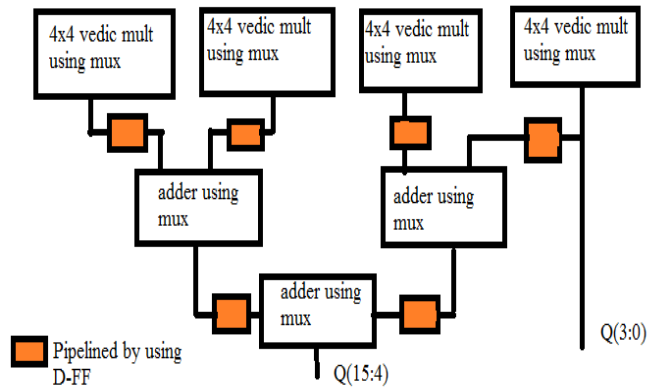 4x4 vedic mult
using mux
4x4 vedic mult
using mux
4x4 vedic mult
using mux
4x4 vedic mult
using mux
adder using
mux
adder using
mux
adder using
mux
Q(3:0)
Pipelined by using
D-FF
Q(15:4)